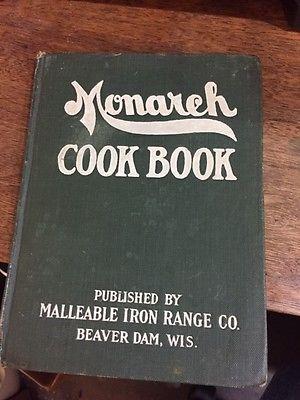 Monarch
COOK BOOK
PUBLISHED BY
MALLEABLE IRON RANGE CO.
BEAVER DAM, WIS.